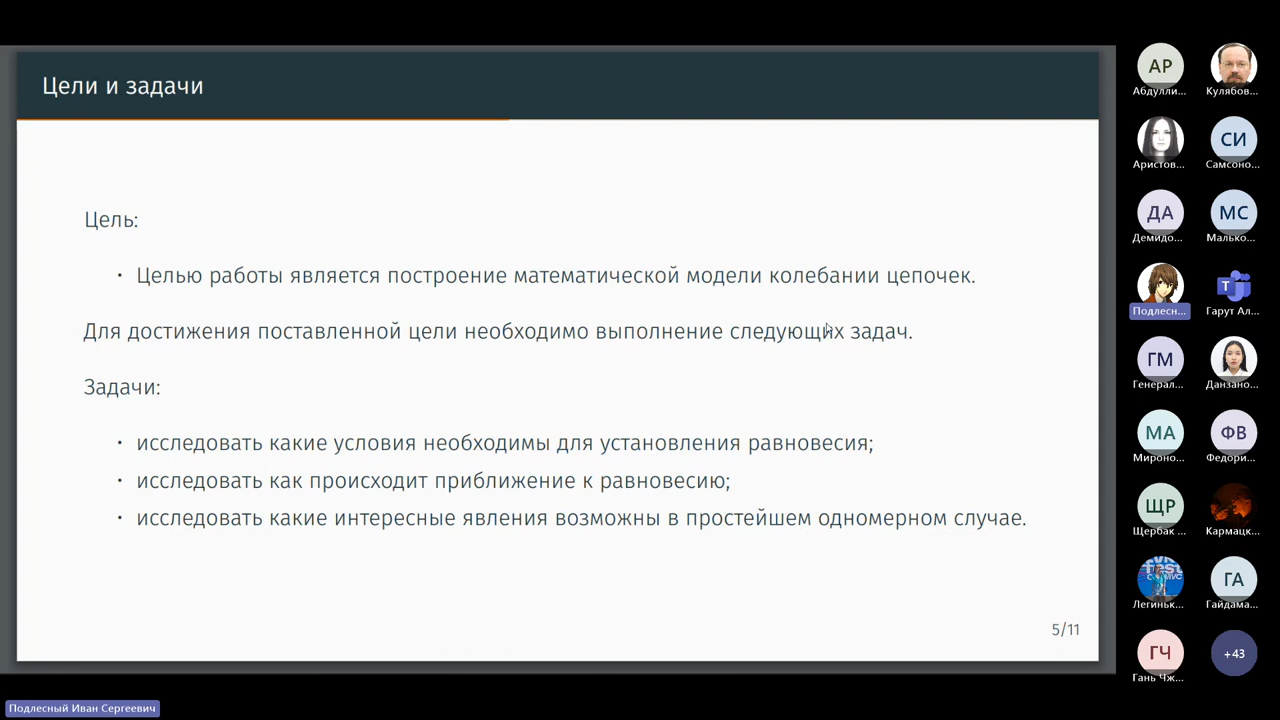 Цели и задачи
Цель:
• Целью работы является построение математической модели колебании цепочек.
Для достижения поставленной цели необходимо выполнение следующих задач.
Задачи:
• исследовать какие условия необходимы для установления равновесия;
• исследовать как происходит приближение к равновесию;
• исследовать какие интересные явления возможны в простейшем одномерном случае.
5/11
Подлесный Иван Сергеевич
АР
Абдулли...
Кулябов...
Аристов...
СИ
Самсоно...
ДА
Демидо...
МС
Малько...
Подлесн...
T
Гарут Ал...
ГМ
Генерал...
Данзано...
МА
Мироно...
ФВ
Федори...
ЩР
Щербак ...
Кармацк...
Легиньк...
ГА
Гайдама...
ГЧ
Гань Чж...
+43